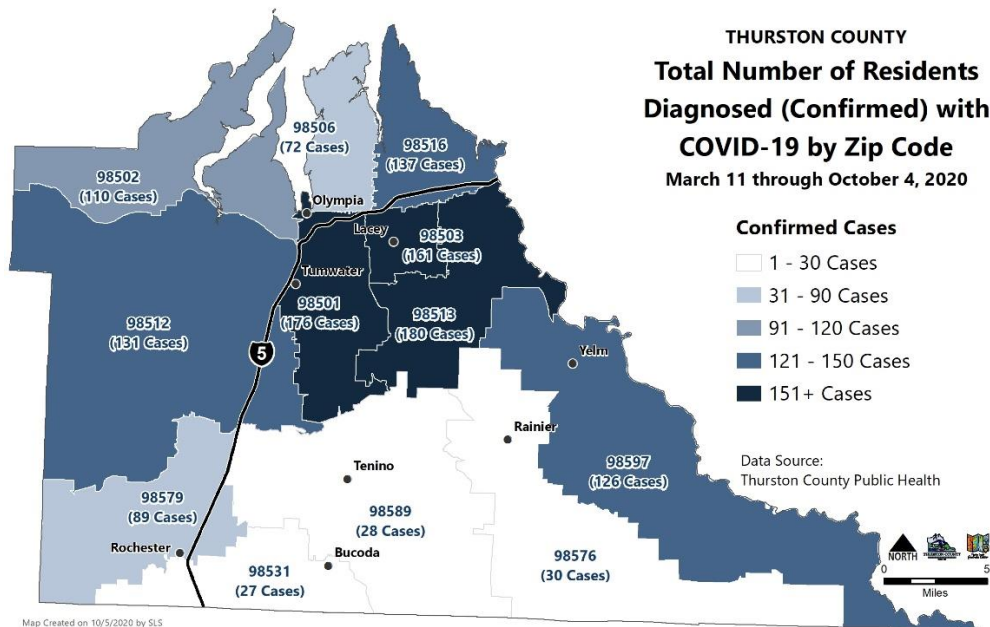 THURSTON COUNTY
Total Number of Residents
Diagnosed (Confirmed) with
COVID-19 by Zip Code
March 11 through October 4, 2020
Confirmed Cases
1 - 30 Cases
31 - 90 Cases
91 - 120 Cases
121 - 150 Cases
151+ Cases
98506
(72 Cases)
98516
(137 Cases)
98502
(110 Cases)
Olympia
Lacey
98503
(161 Cases)
Tumwater
98501
(176 Cases)
98513
(180 Cases)
98512
(131 Cases)
5
Yelm
Rainier
Tenino
98597
(126 Cases)
98579
(89 Cases)
98589
(28 Cases)
Rochester
Bucoda
98531
(27 Cases)
98576
(30 Cases)
Data Source:
Thurston County Public Health
NORTH
0 5
Miles
Map Created on 10/5/2020 by SLS